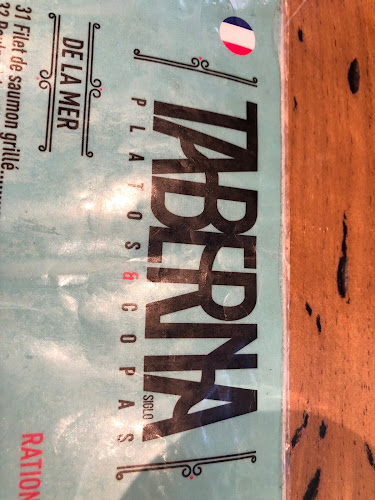 TABERNA
SIGLO
PLATOS & COPAS
DE LA MER
31 Filet de saumon grillé.......
RATION